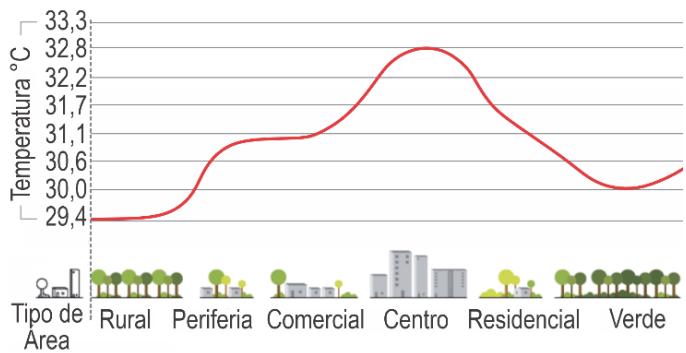 Temperatura °C
33,3
32,8
32,2
31,7
31,1
30,6
30,0
29,4
Tipo de Área
Rural Periferia Comercial Centro Residencial Verde